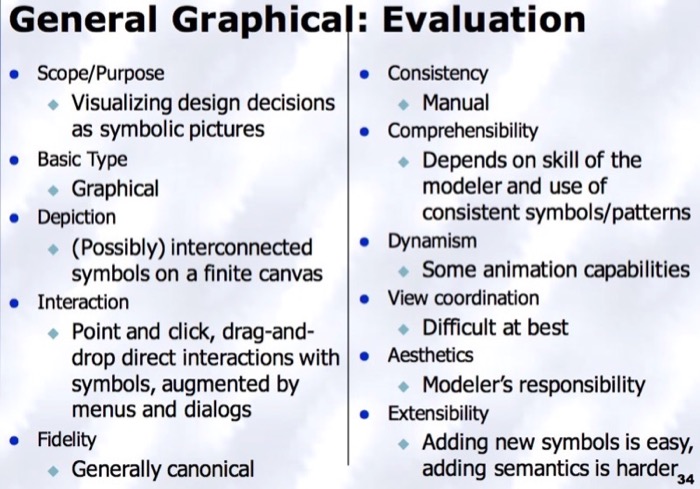 General Graphical: Evaluation
Scope/Purpose
Visualizing design decisions
as symbolic pictures
Basic Type
Graphical
Depiction
(Possibly) interconnected
symbols on a finite canvas
Interaction
Point and click, drag-and-
drop direct interactions with
symbols, augmented by
menus and dialogs
Fidelity
Generally canonical
Consistency
Manual
Comprehensibility
Depends on skill of the
modeler and use of
consistent symbols/patterns
Dynamism
Some animation capabilities
View coordination
Difficult at best
Aesthetics
Modeler's responsibility
Extensibility
Adding new symbols is easy,
adding semantics is harder
34